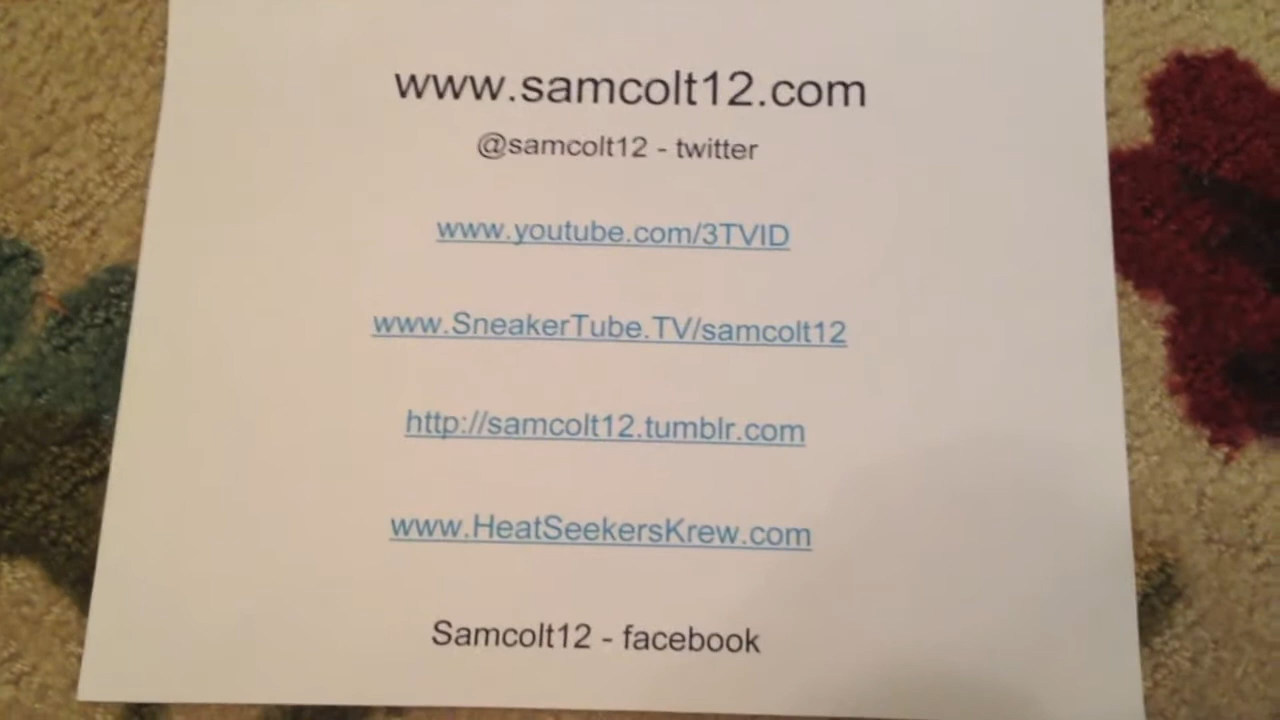 www.samcolt12.com
@samcolt12 - twitter
www.youtube.com/3TVID
www.SneakerTube.TV/samcolt12
http://samcolt12.tumblr.com
www.HeatSeekersKrew.com
Samcolt12 - facebook